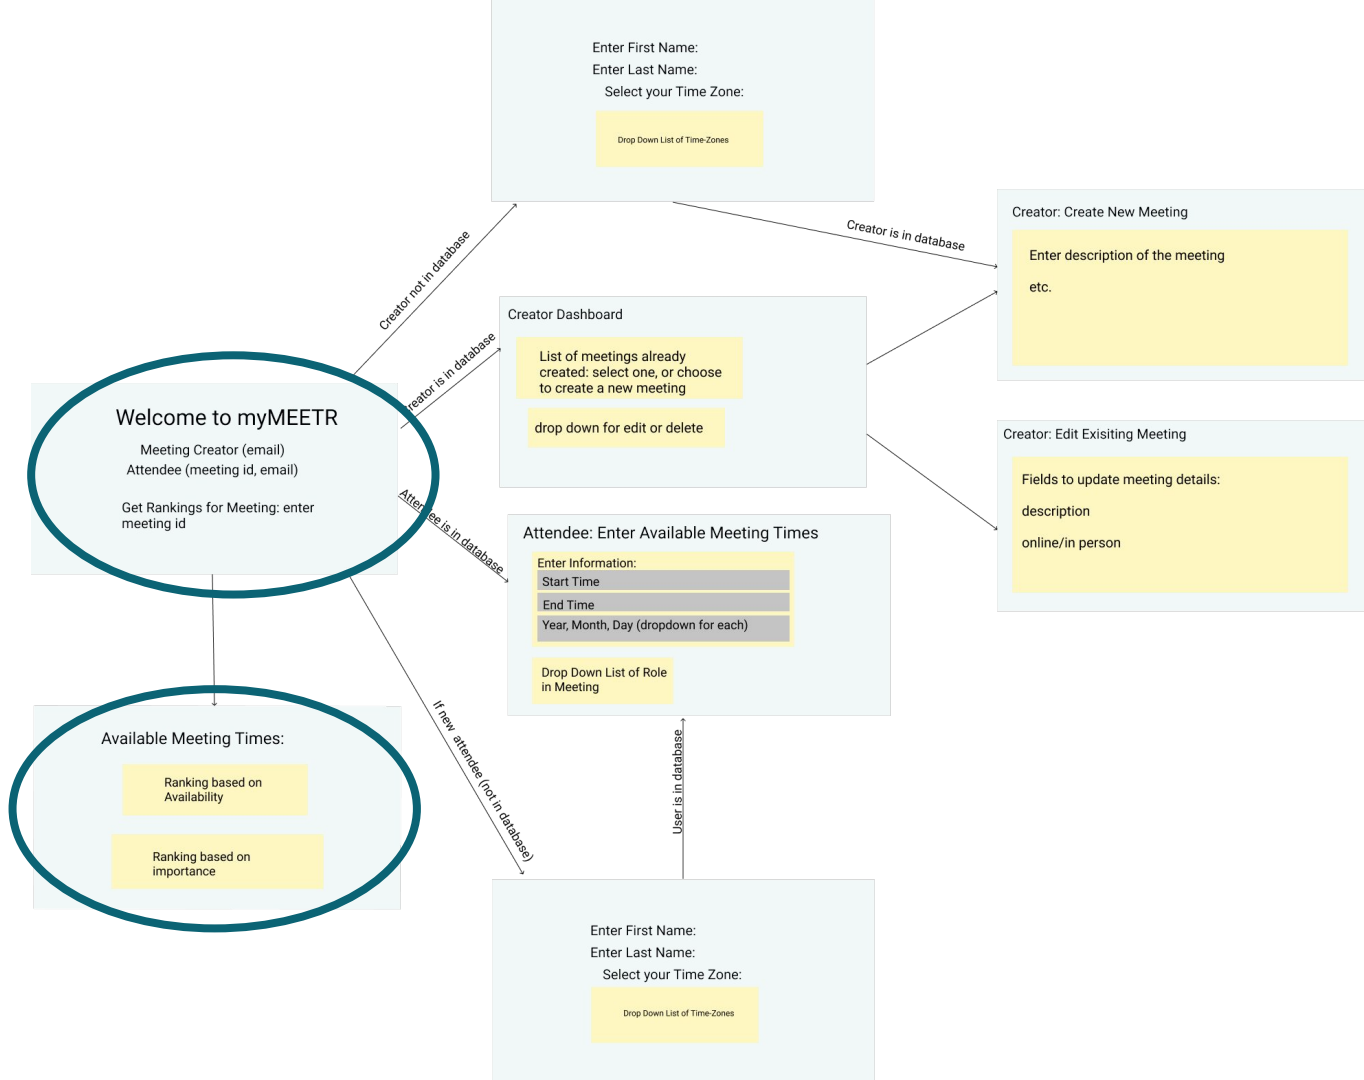 Enter First Name:
Enter Last Name:
Select your Time Zone:
Drop Down List of Time-Zones
Creator not in database
Creator is in database
Creator: Create New Meeting
Enter description of the meeting
etc.
Creator is in database
Creator Dashboard
List of meetings already
created: select one, or choose
to create a new meeting
drop down for edit or delete
Welcome to myMEETR
Meeting Creator (email)
Attendee (meeting id, email)
Get Rankings for Meeting: enter
meeting id
Creator: Edit Exisiting Meeting
Fields to update meeting details:
description
online/in person
Attendee is in database
Attendee: Enter Available Meeting Times
Enter Information:
Start Time
End Time
Year, Month, Day (dropdown for each)
Drop Down List of Role
in Meeting
Available Meeting Times:
Ranking based on
Availability
Ranking based on
importance
If new attendee (not in database)
User is in database
Enter First Name:
Enter Last Name:
Select your Time Zone:
Drop Down List of Time-Zones